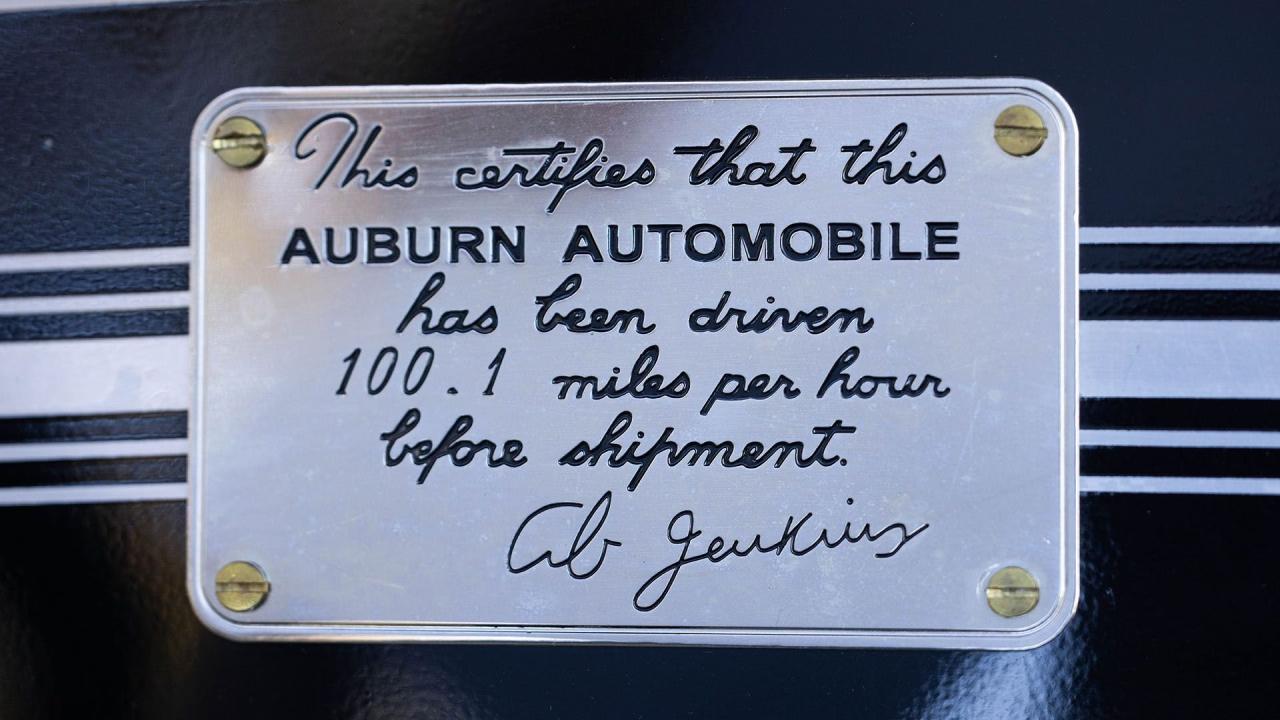 This certifies that this
AUBURN AUTOMOBILE
has been driven
100.1 miles per hour
before shipment.
Ab Jenkins